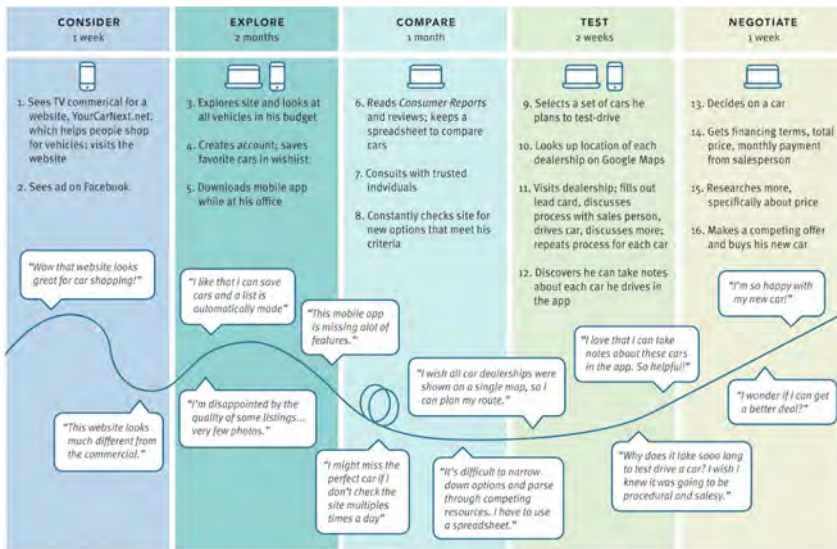 CONSIDER
1 week
EXPLORE
2 months
COMPARE
1 month
TEST
2 weeks
NEGOTIATE
1 week
1. Sees TV commerical for a
website, YourCarNext.net,
which helps people shop
for vehicles; visits the
website
2. Sees ad on Facebook
3. Explores site and looks at
all vehicles in his budget
4. Creates account; saves
favorite cars in wishlist
5. Downloads mobile app
while at his office
6. Reads Consumer Reports
and reviews; keeps a
spreadsheet to compare
cars
7. Consults with trusted
indviduals
8. Constantly checks site for
new options that meet his
criteria
9. Selects a set of cars he
plans to test-drive
10. Looks up location of each
dealership on Google Maps
11. Visits dealership; fills out
lead card, discusses
process with sales person,
drives car, discusses more;
repeats process for each car
12. Discovers he can take notes
about each car he drives in
the app
13. Decides on a car
14. Gets financing terms, total
price, monthly payment
from salesperson
15. Researches more,
specifically about price
16. Makes a competing offer
and buys his new car
"Wow that website looks
great for car shopping!"
"This website looks
much different from
the commercial."
"I like that I can save
cars and a list is
automatically made"
"I'm disappointed by the
quality of some listings...
very few photos."
"This mobile app
is missing alot of
features."
"I might miss the
perfect car if I
don't check the
site multiples
times a day"
"I wish all car dealerships were
shown on a single map, so I
can plan my route."
"It's difficult to narrow
down options and parse
through competing
resources. I have to use
a spreadsheet."
"I love that I can take
notes about these cars
in the app. So helpful!"
"Why does it take sooo long
to test drive a car? I wish I
knew it was going to be
procedural and salesy."
"I'm so happy with
my new car!"
"I wonder if I can get
a better deal?"